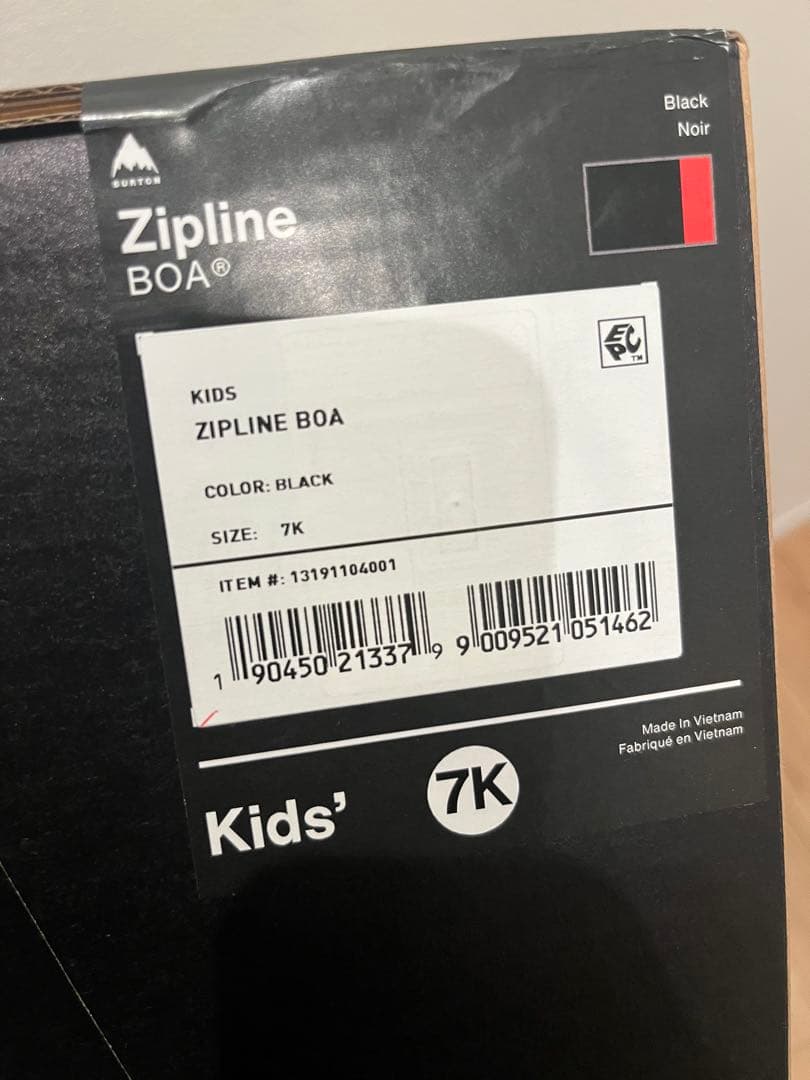 Black
Noir
BURTON
Zipline
BOA®
EPC™
KIDS
ZIPLINE BOA
COLOR: BLACK
SIZE: 7K
ITEM #: 13191104001
1 90450 21337 9
9 009521 051462
Made In Vietnam
Fabriqué en Vietnam
Kids’ 7K